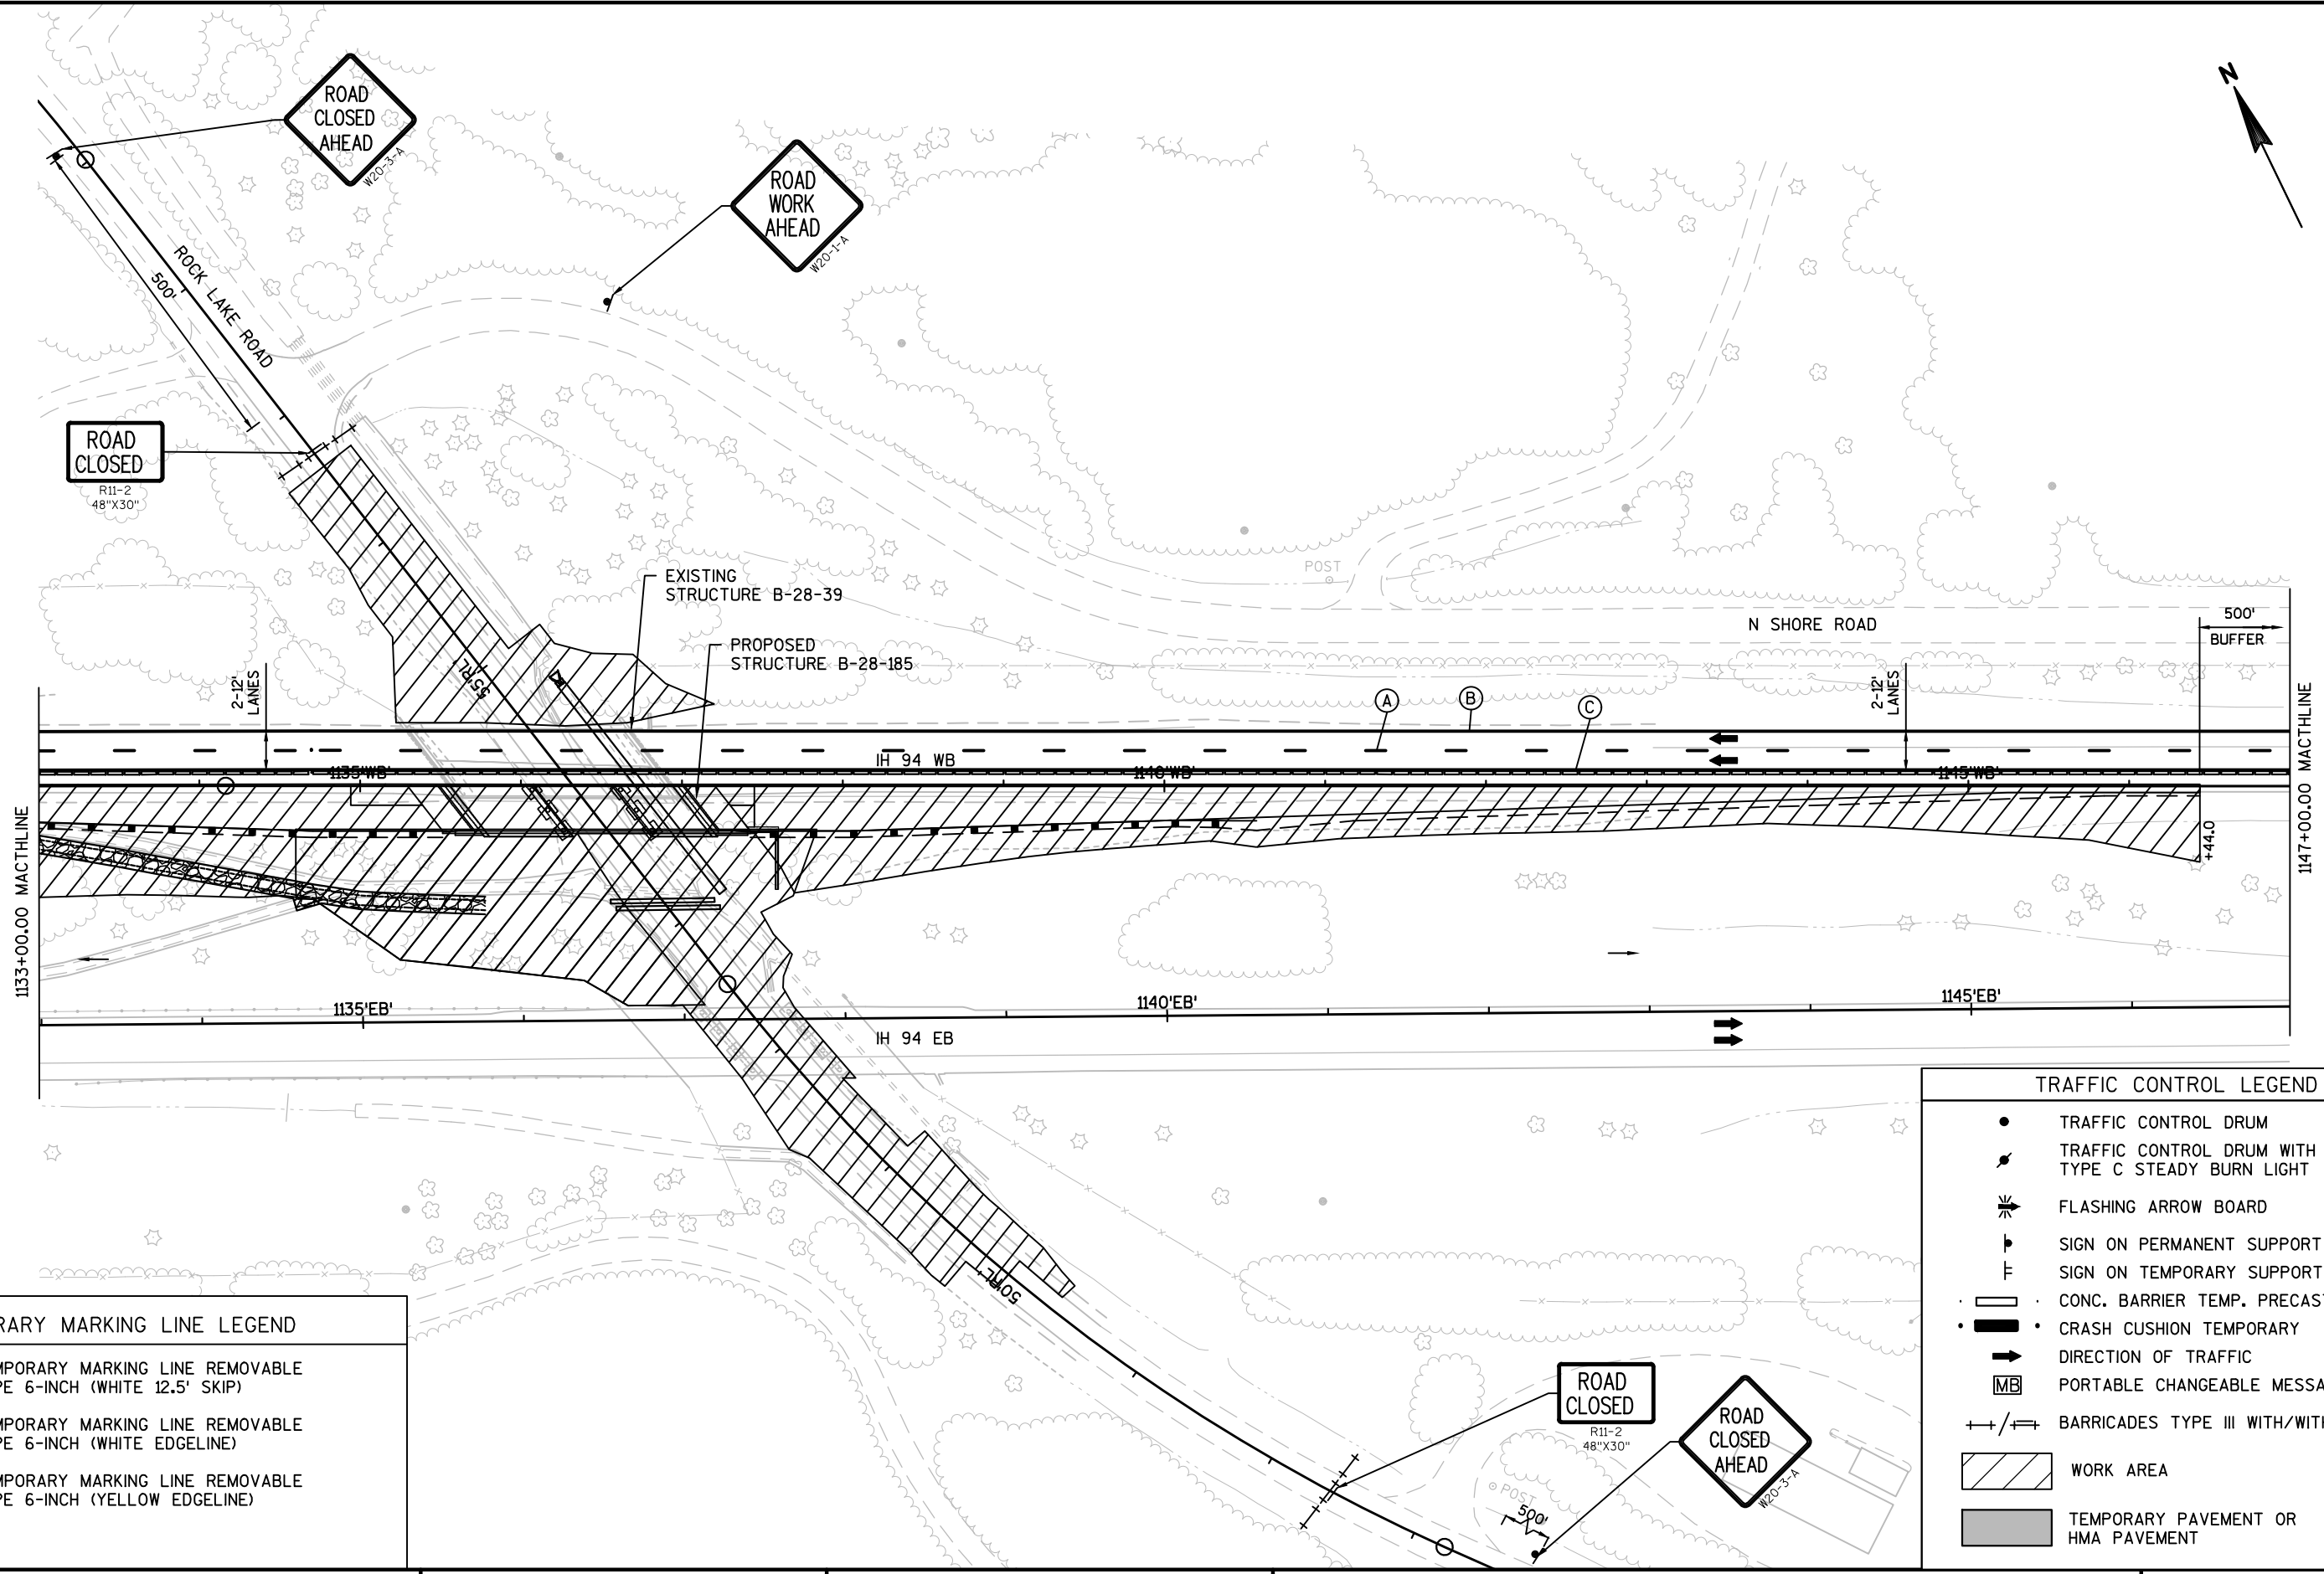 N
ROAD
CLOSED
AHEAD
W20-3-A
ROAD
WORK
AHEAD
W20-1-A
ROCK LAKE ROAD
500'
ROAD
CLOSED
R11-2
48"X30"
EXISTING
STRUCTURE B-28-39
PROPOSED
STRUCTURE B-28-185
POST
N SHORE ROAD
500'
BUFFER
2-12'
LANES
2-12'
LANES
55'RL'
A
B
C
IH 94 WB
1135'WB'
1140'WB'
1145'WB'
1133+00.00 MACTHLINE
1147+00.00 MACTHLINE
+44.0
1135'EB'
1140'EB'
1145'EB'
IH 94 EB
50'RL'
ROAD
CLOSED
R11-2
48"X30"
ROAD
CLOSED
AHEAD
W20-3-A
POST
500'
RARY MARKING LINE LEGEND
MPORARY MARKING LINE REMOVABLE
PE 6-INCH (WHITE 12.5' SKIP)
MPORARY MARKING LINE REMOVABLE
PE 6-INCH (WHITE EDGELINE)
MPORARY MARKING LINE REMOVABLE
PE 6-INCH (YELLOW EDGELINE)
TRAFFIC CONTROL LEGEND
TRAFFIC CONTROL DRUM
TRAFFIC CONTROL DRUM WITH
TYPE C STEADY BURN LIGHT
FLASHING ARROW BOARD
SIGN ON PERMANENT SUPPORT
SIGN ON TEMPORARY SUPPORT
CONC. BARRIER TEMP. PRECAS
CRASH CUSHION TEMPORARY
DIRECTION OF TRAFFIC
MB PORTABLE CHANGEABLE MESSA
BARRICADES TYPE III WITH/WIT
WORK AREA
TEMPORARY PAVEMENT OR
HMA PAVEMENT